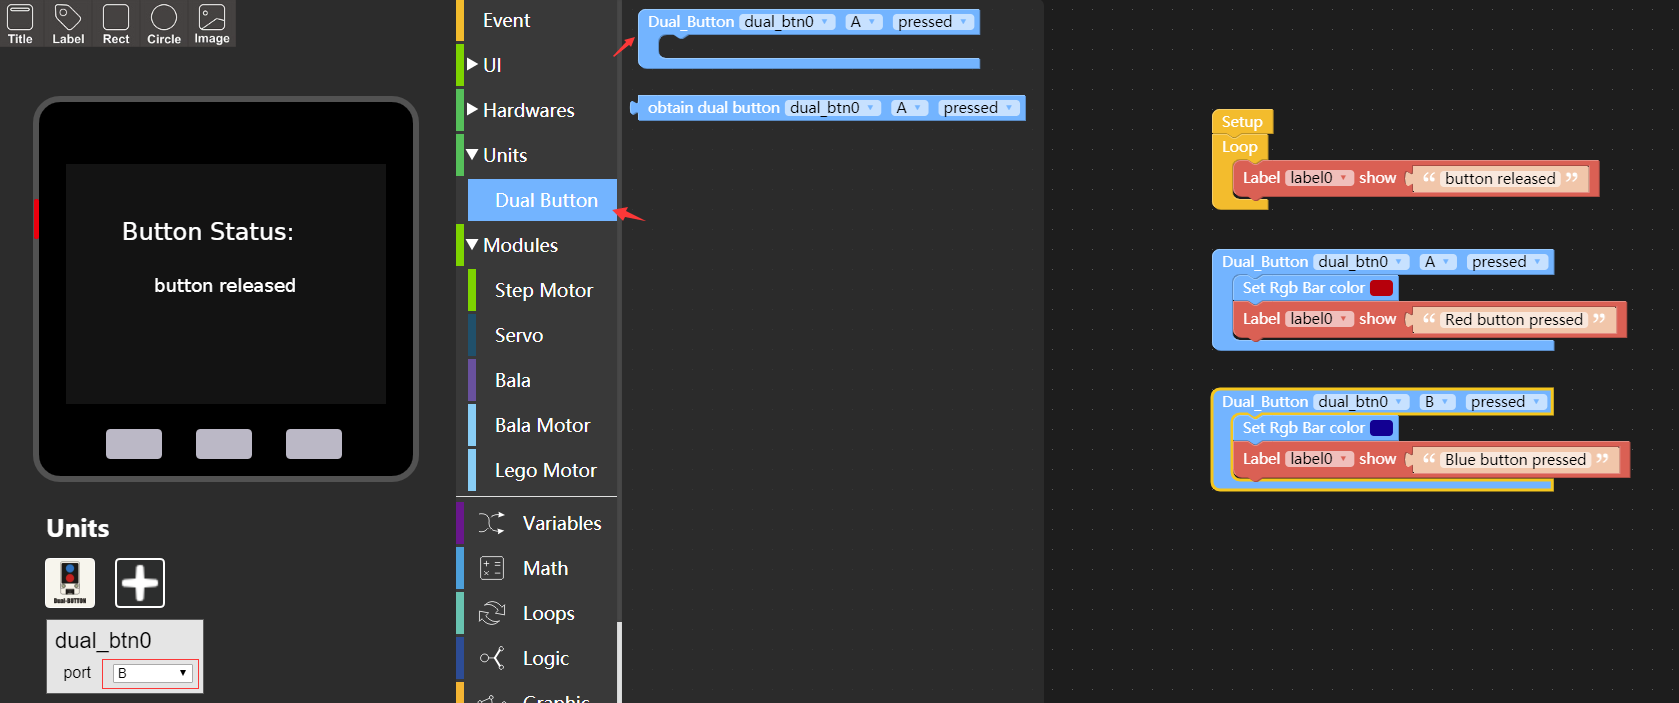 Title Label Rect Circle Image
Button Status:
button released
Units
Dual-BUTTON
dual_btn0
port B
Event
UI
Hardwares
Units
Dual Button
Modules
Step Motor
Servo
Bala
Bala Motor
Lego Motor
Variables
Math
Loops
Logic
Graphic
Dual_Button dual_btn0 A pressed
obtain dual button dual_btn0 A pressed
Setup
Loop
Label label0 show “ button released ”
Dual_Button dual_btn0 A pressed
Set Rgb Bar color
Label label0 show “ Red button pressed ”
Dual_Button dual_btn0 B pressed
Set Rgb Bar color
Label label0 show “ Blue button pressed ”